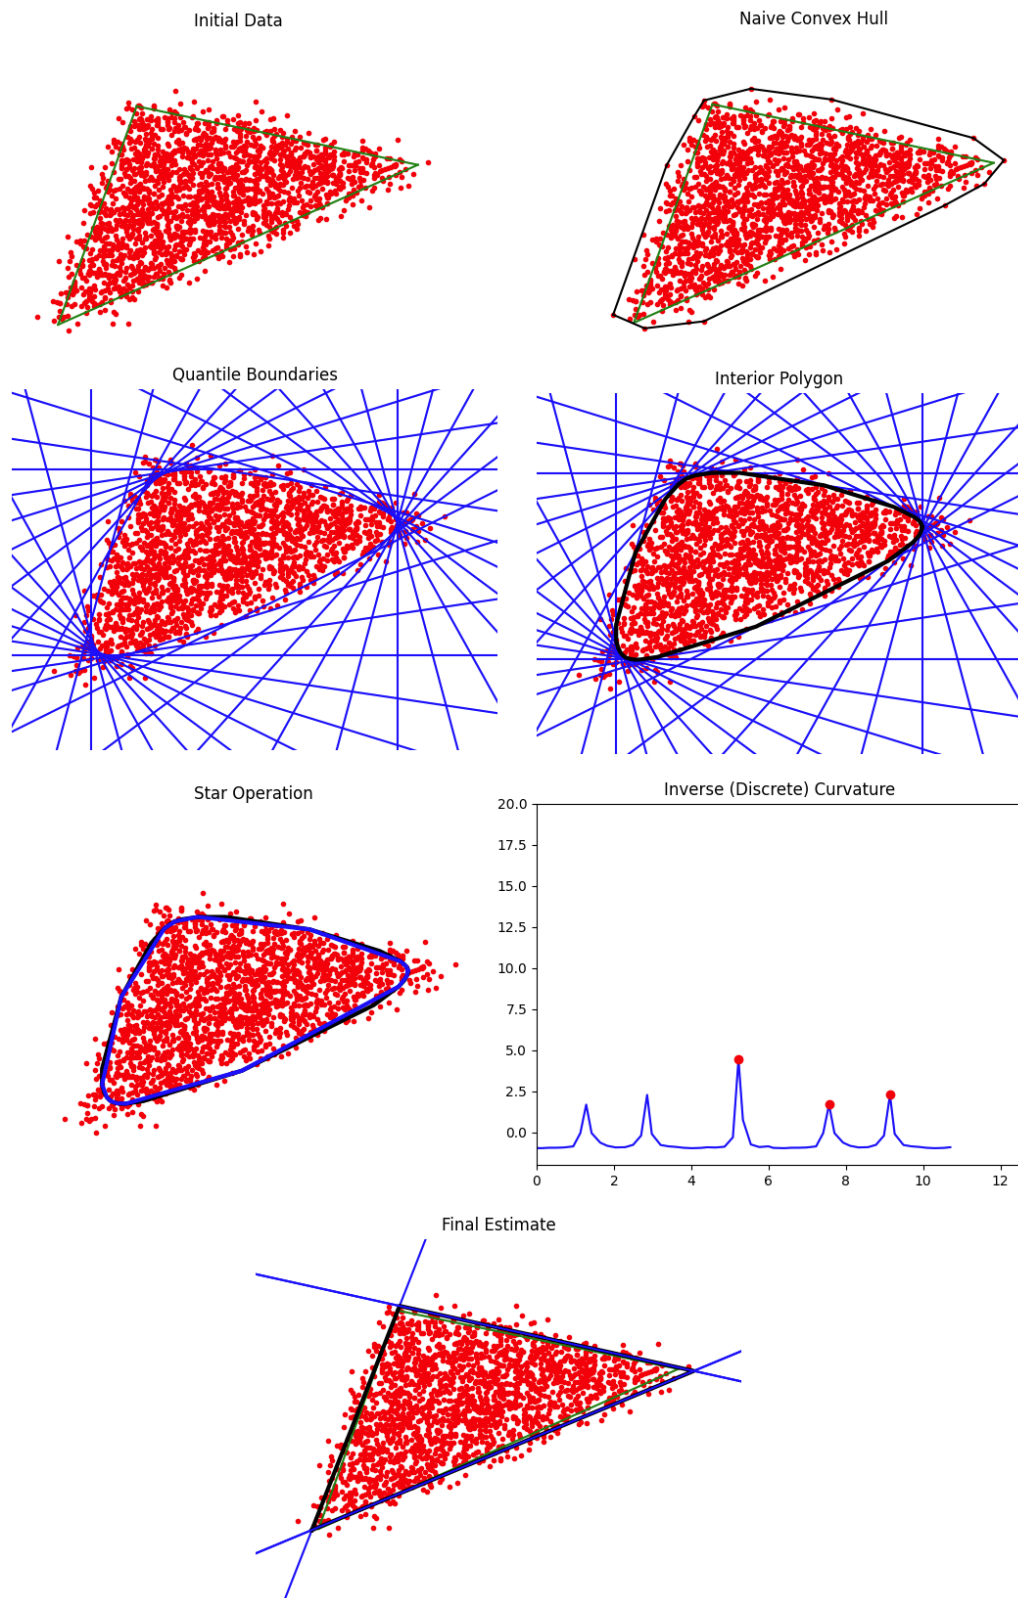 Initial Data
Naive Convex Hull
Quantile Boundaries
Interior Polygon
Star Operation
Inverse (Discrete) Curvature
20.0
17.5
15.0
12.5
10.0
7.5
5.0
2.5
0.0
0 2 4 6 8 10 12
Final Estimate